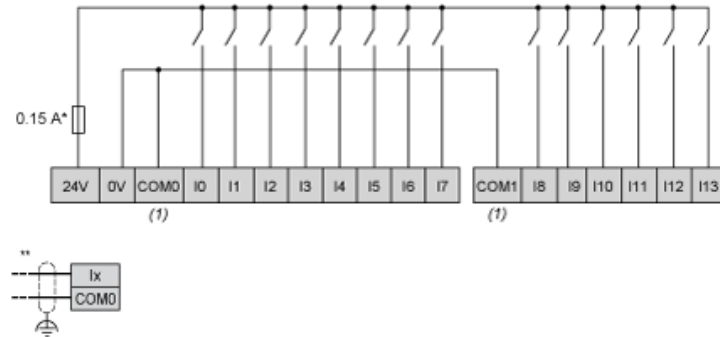 0.15 A*
24V 0V COM0 I0 I1 I2 I3 I4 I5 I6 I7 COM1 I8 I9 I10 I11 I12 I13
(1) (1)
**
Ix
COM0